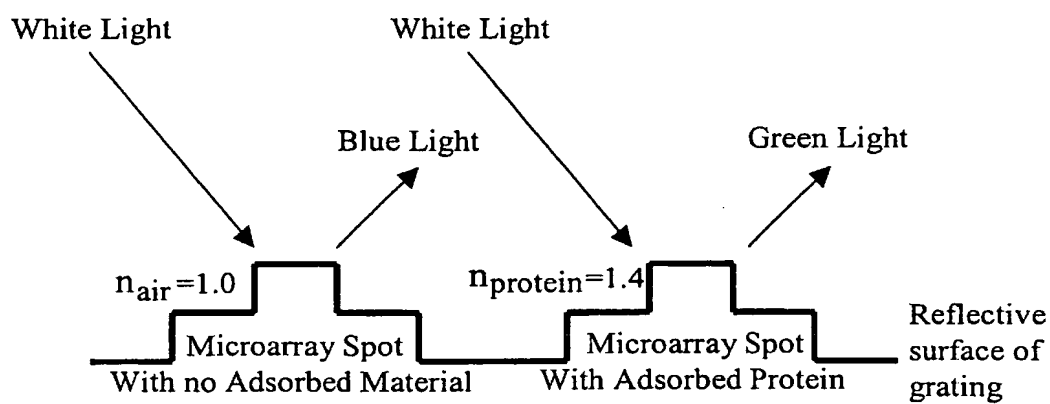 White Light
White Light
Blue Light
Green Light
n_air=1.0
n_protein=1.4
Microarray Spot
With no Adsorbed Material
Microarray Spot
With Adsorbed Protein
Reflective
surface of
grating